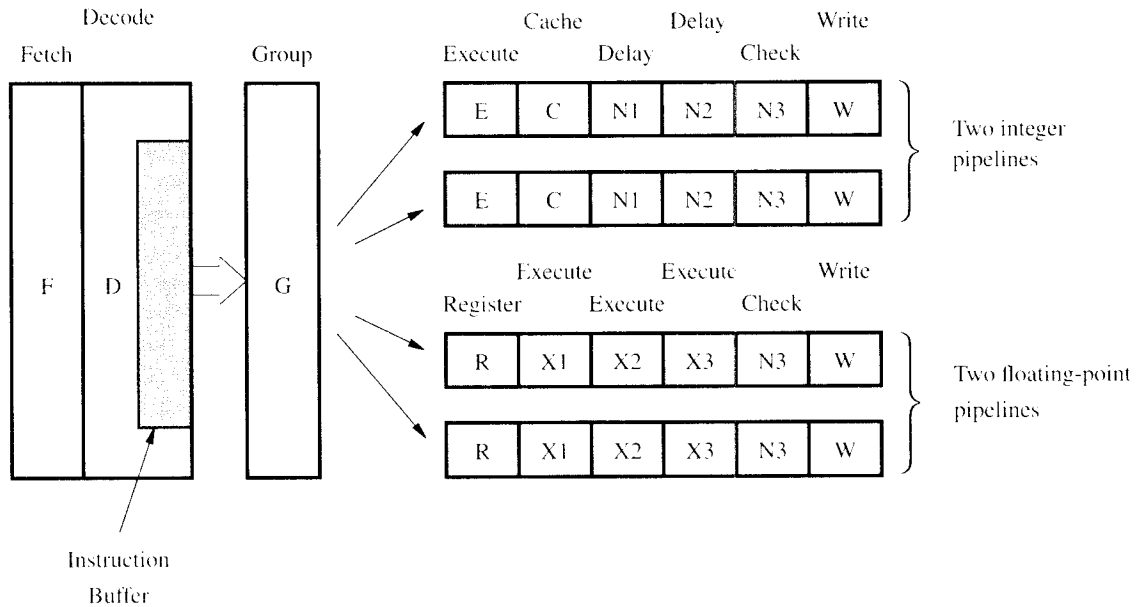 Decode
Cache
Delay
Write
Fetch
Group
Execute
Delay
Check
E C N1 N2 N3 W
Two integer
pipelines
E C N1 N2 N3 W
F D G
Execute
Execute
Write
Register
Execute
Check
R X1 X2 X3 N3 W
Two floating-point
pipelines
R X1 X2 X3 N3 W
Instruction
Buffer